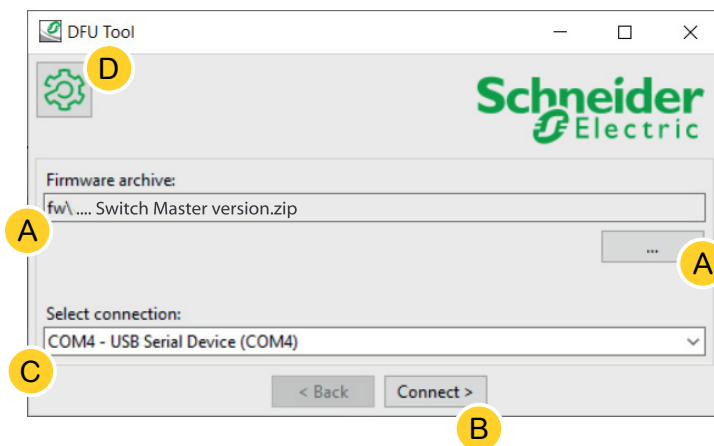 DFU Tool
D
Schneider
Electric
Firmware archive:
fw\ .... Switch Master version.zip
A
...
A
Select connection:
COM4 - USB Serial Device (COM4)
C
< Back
Connect >
B